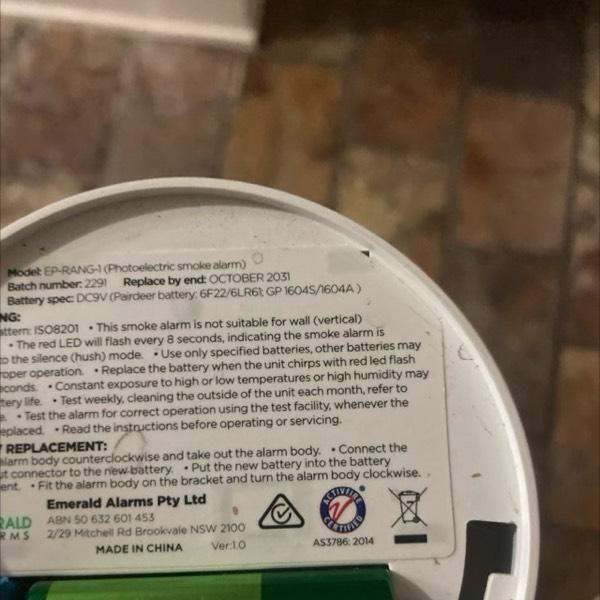 Model: EP-RANG-1 (Photoelectric smoke alarm)
Batch number: 2291 Replace by end: OCTOBER 2031
Battery spec: DC9V (Pairdeer battery: 6F22/6LR61; GP 1604S/1604A)
NG:
attern: ISO8201 • This smoke alarm is not suitable for wall (vertical)
• The red LED will flash every 8 seconds, indicating the smoke alarm is
to the silence (hush) mode. • Use only specified batteries, other batteries may
roper operation. • Replace the battery when the unit chirps with red led flash
econds. • Constant exposure to high or low temperatures or high humidity may
ttery life. • Test weekly, cleaning the outside of the unit each month, refer to
e. • Test the alarm for correct operation using the test facility, whenever the
eplaced. • Read the instructions before operating or servicing.
REPLACEMENT:
alarm body counterclockwise and take out the alarm body. • Connect the
ut connector to the new battery. • Put the new battery into the battery
ent. • Fit the alarm body on the bracket and turn the alarm body clockwise.
Emerald Alarms Pty Ltd
ABN 50 632 601 453
2/29 Mitchell Rd Brookvale NSW 2100
MADE IN CHINA Ver:1.0
RALD
RMS
ACTIVFIRE
CERTIFIED
AS3786: 2014